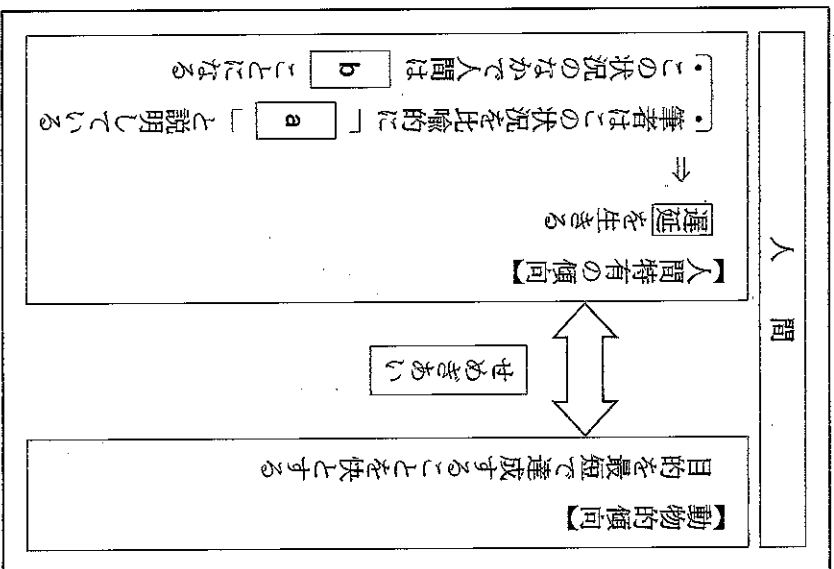 人間
【動物的傾向】
目的を最短で達成することを快とする
せめぎあい
【人間特有の傾向】
遅延を生きる
⇒
・筆者はこの状況を比喩的に「 a 」と説明している
・この状況のなかで人間は b ことになる